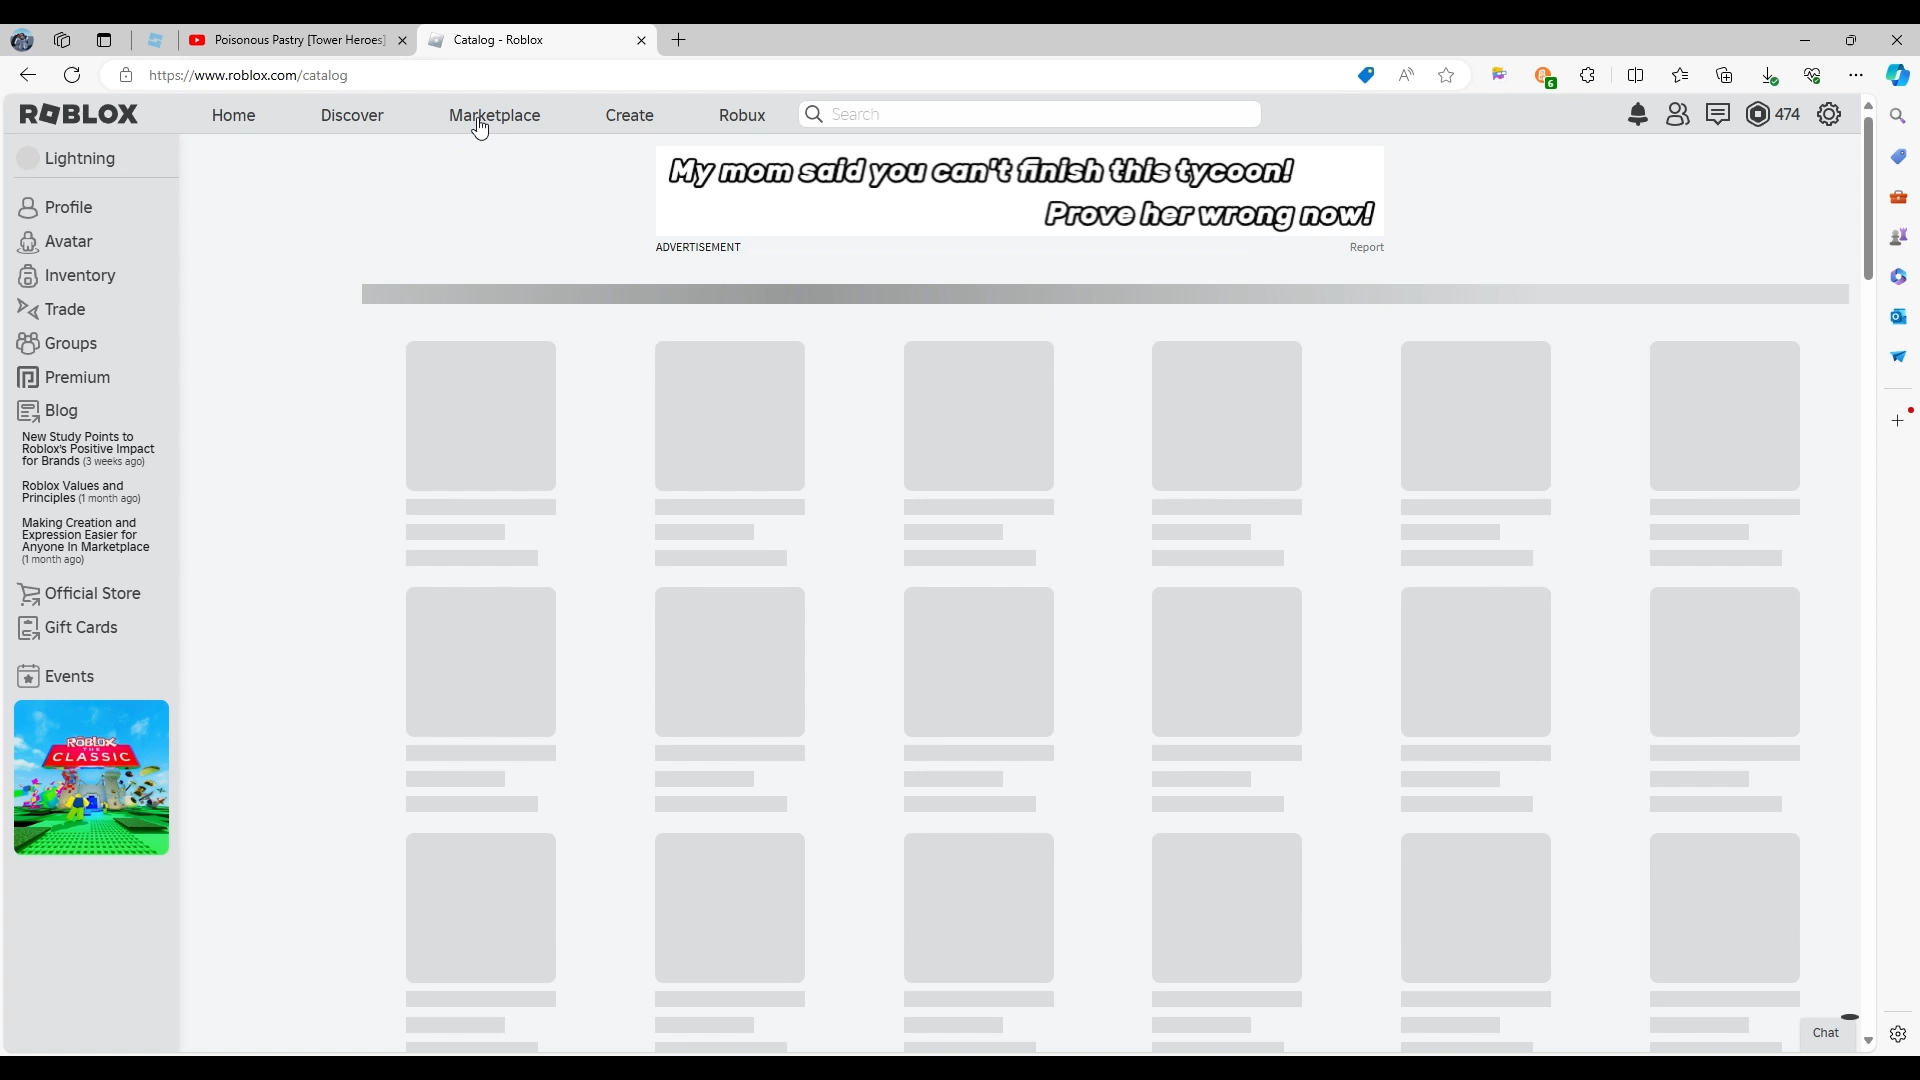 Poisonous Pastry [Tower Heroes]
Catalog - Roblox
https://www.roblox.com/catalog
6
ROBLOX
Home
Discover
Marketplace
Create
Robux
Search
474
Lightning
My mom said you can't finish this tycoon!
Prove her wrong now!
ADVERTISEMENT
Report
Profile
Avatar
Inventory
Trade
Groups
Premium
Blog
New Study Points to
Roblox's Positive Impact
for Brands (3 weeks ago)
Roblox Values and
Principles (1 month ago)
Making Creation and
Expression Easier for
Anyone In Marketplace
(1 month ago)
Official Store
Gift Cards
Events
ROBLOX
THE
CLASSIC
Chat